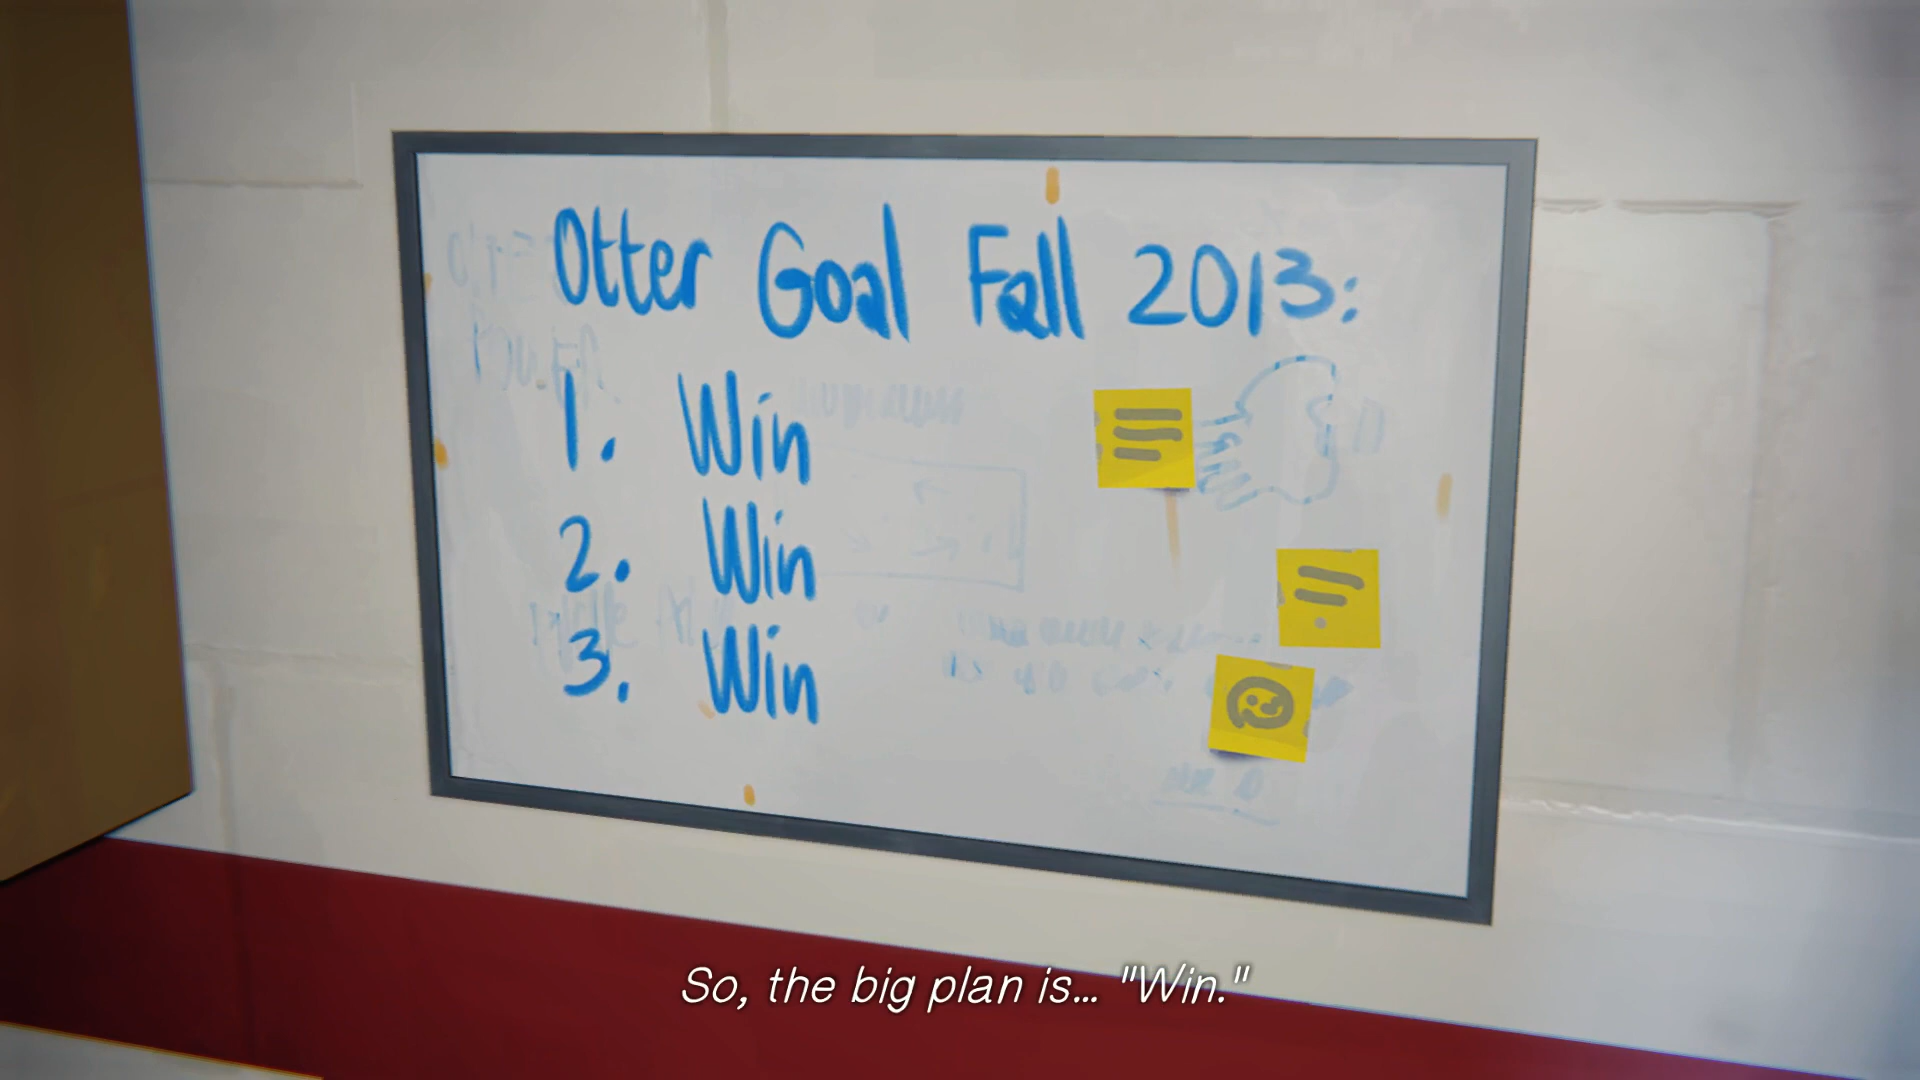 Otter Goal Fall 2013:
1. Win
2. Win
3. Win
So, the big plan is... "Win."